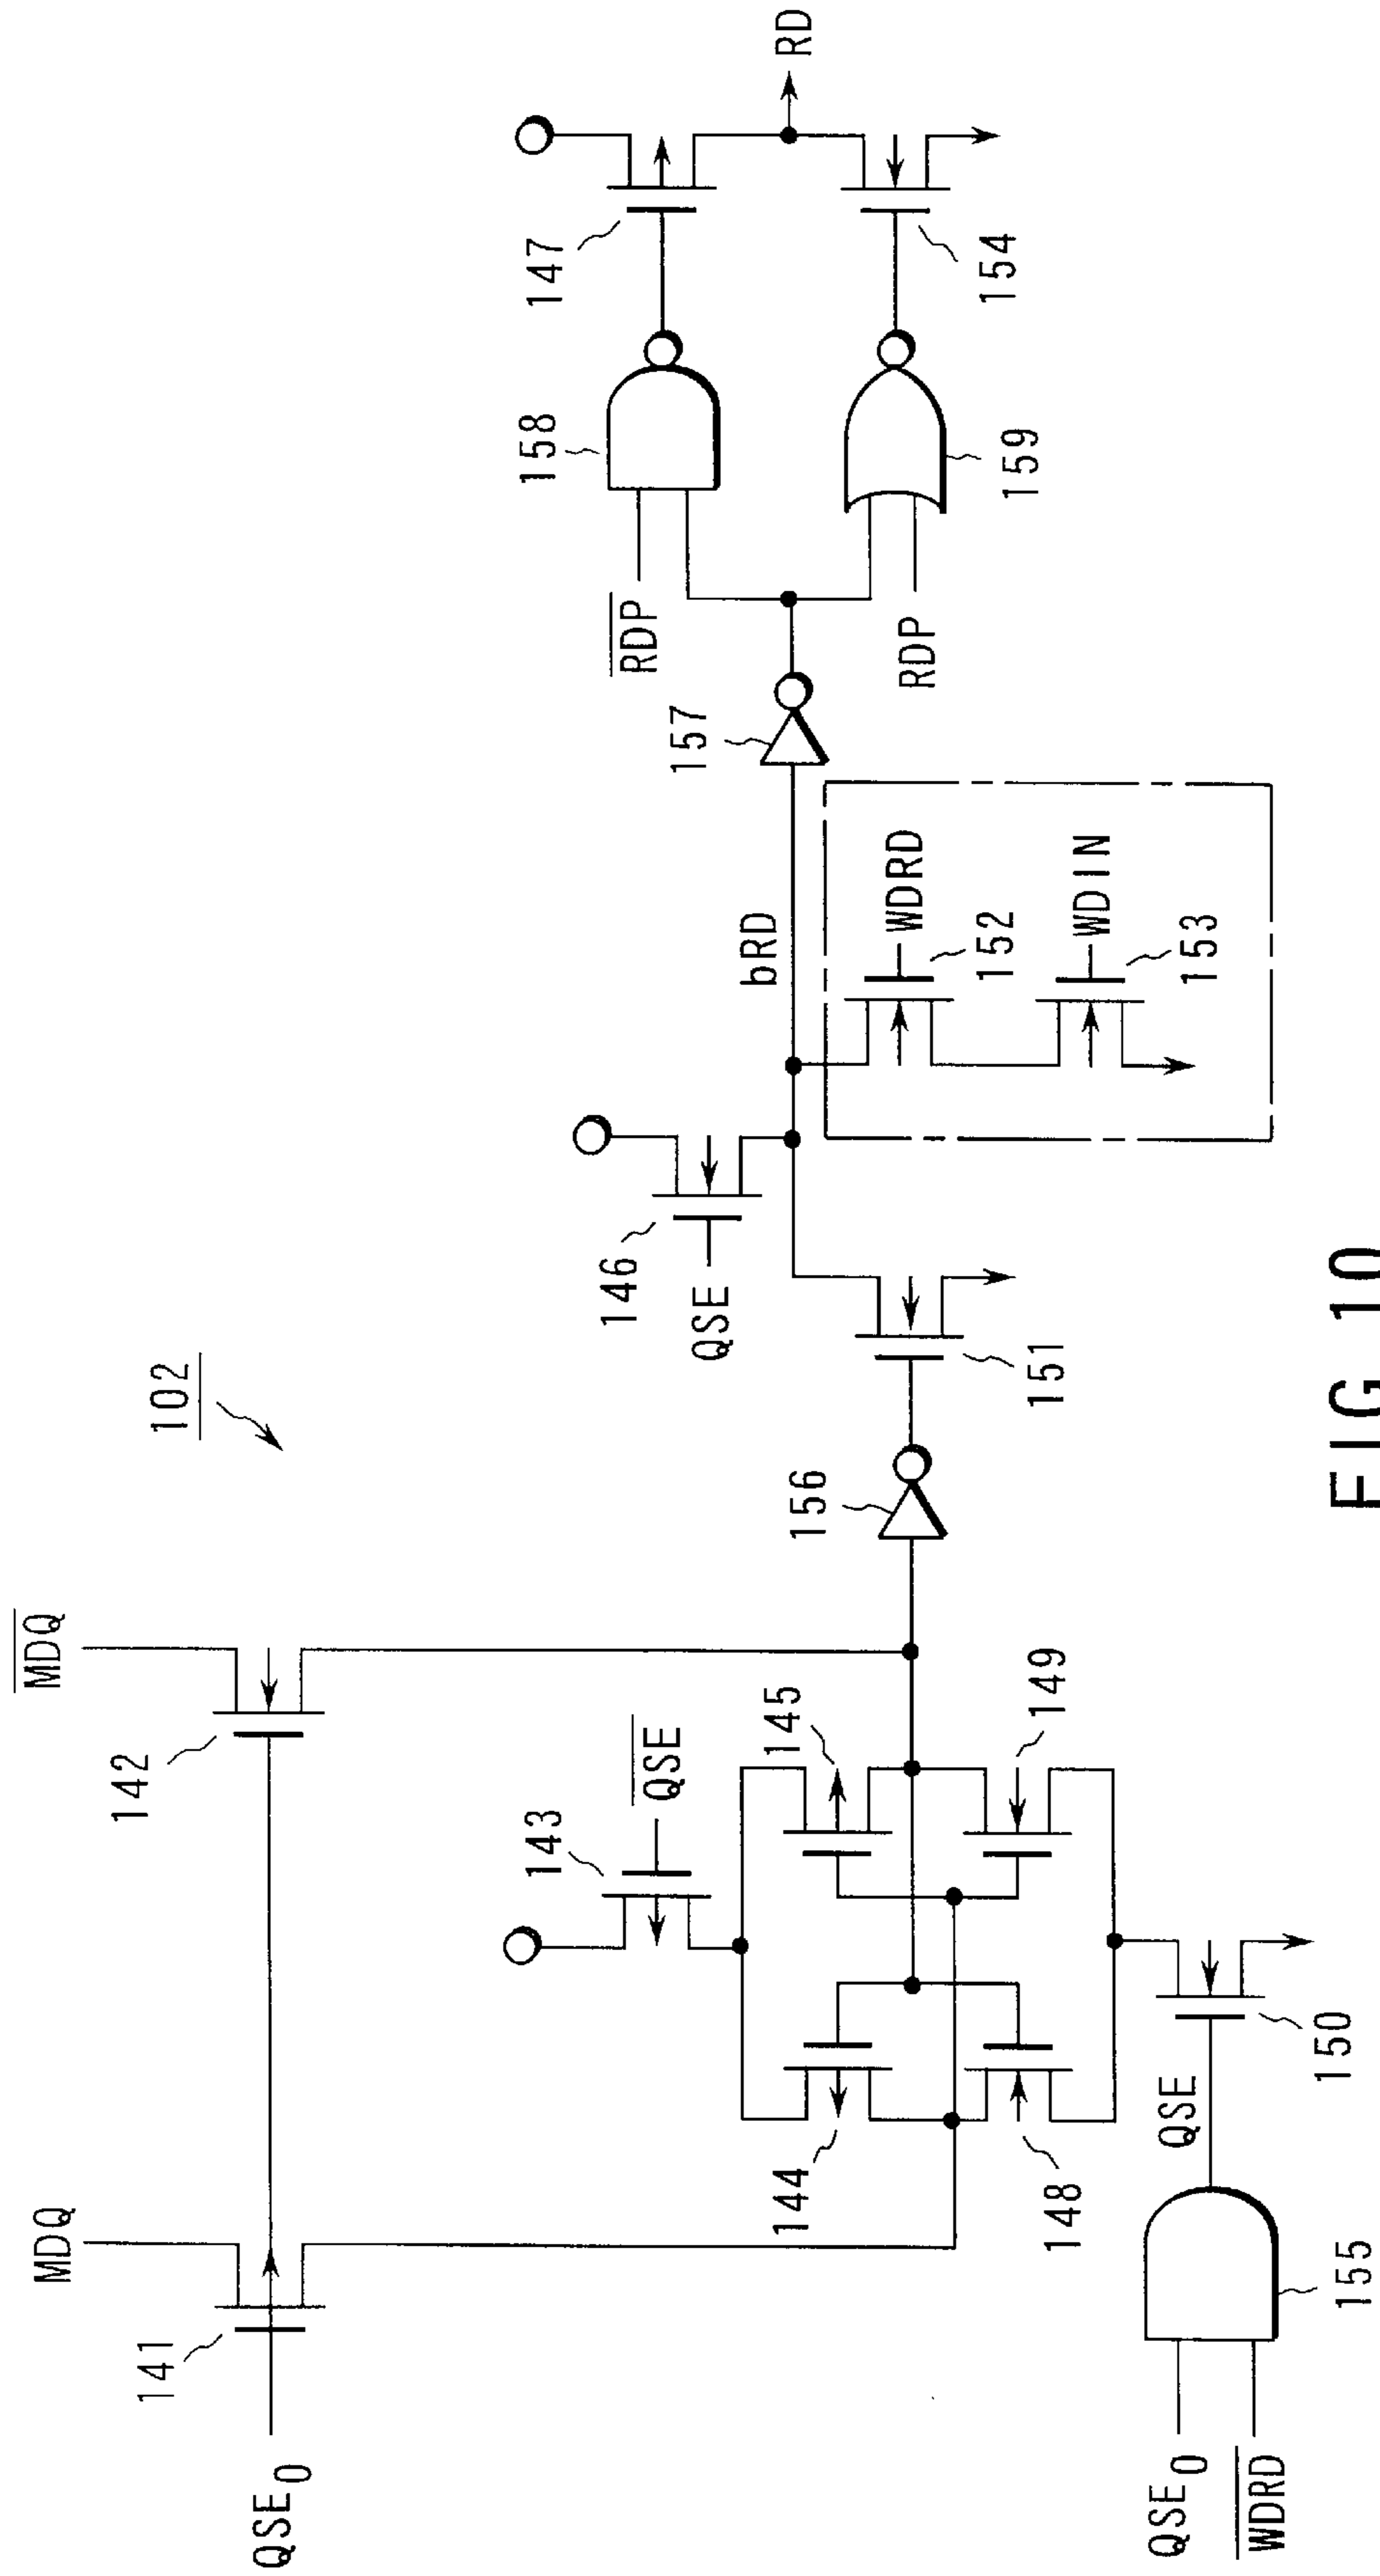 102
MDQ
MDQ
141
142
QSE0
143
QSE
144
145
148
149
QSE0
WDRD
155
QSE
150
156
151
146
QSE
bRD
WDRD
152
WDIN
153
157
RDP
RDP
158
159
147
154
RD
FIG 10